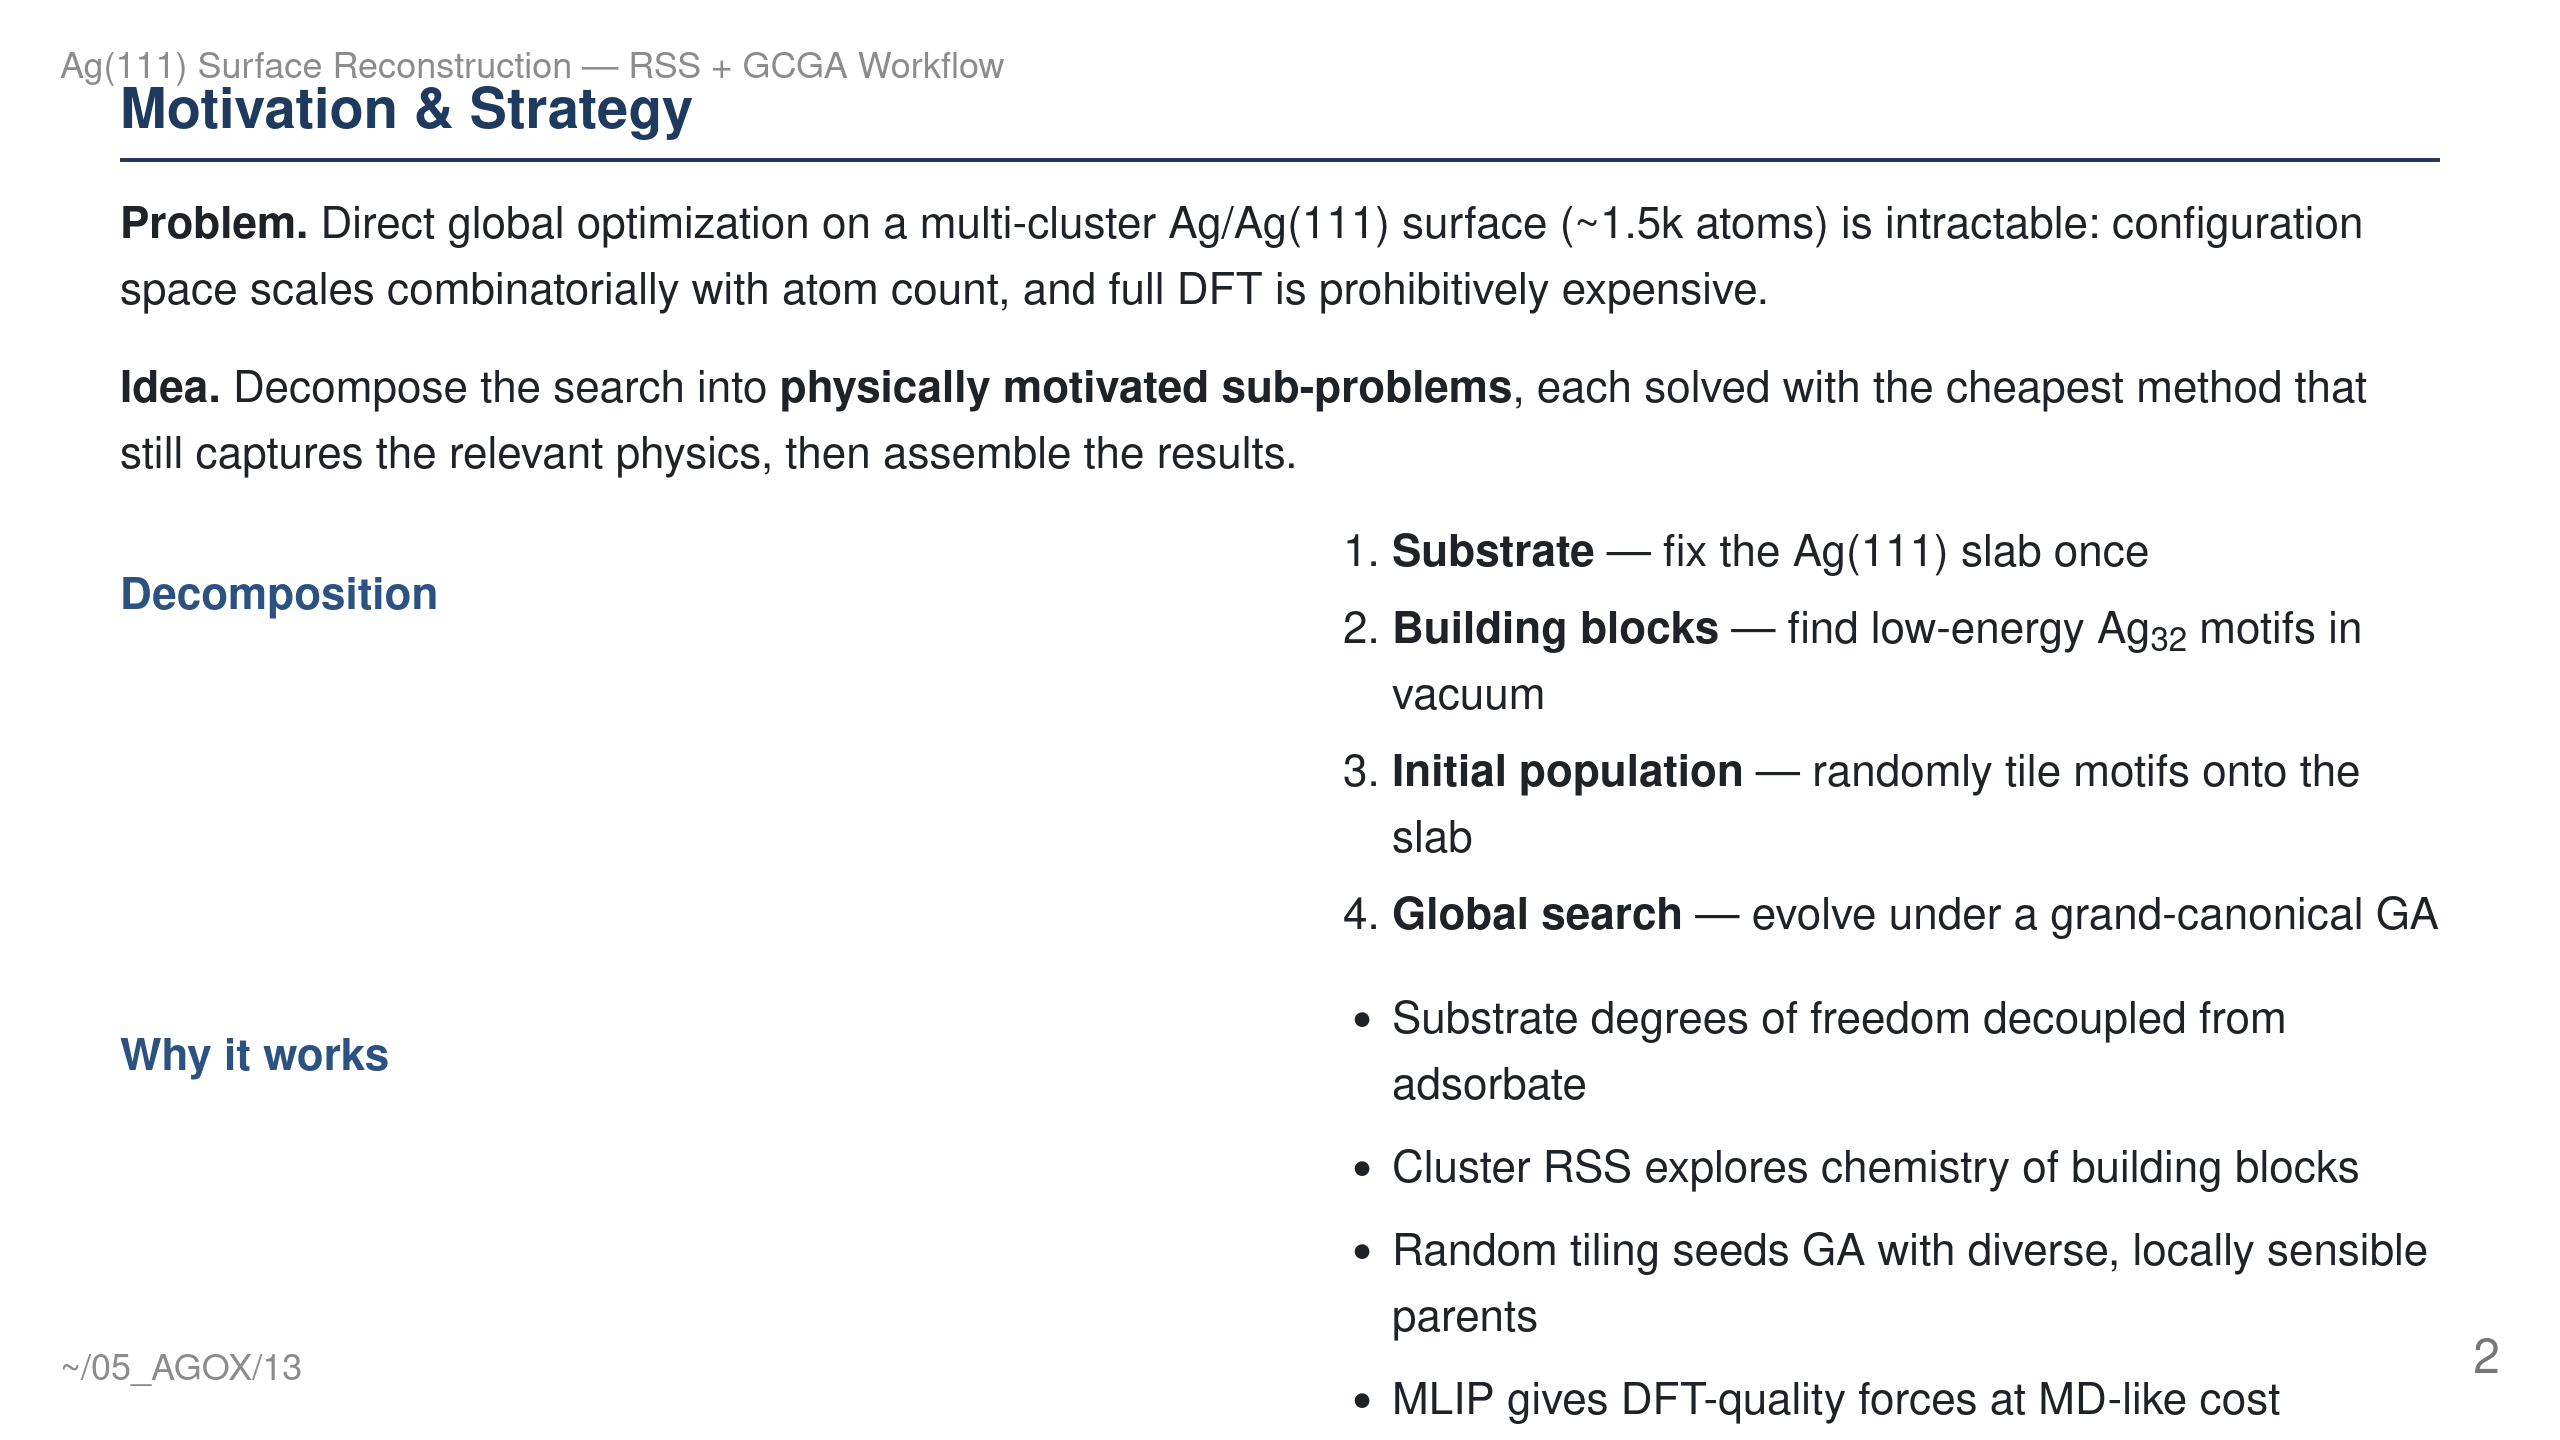 Ag(111) Surface Reconstruction — RSS + GCGA Workflow
Motivation & Strategy
Problem. Direct global optimization on a multi-cluster Ag/Ag(111) surface (~1.5k atoms) is intractable: configuration
space scales combinatorially with atom count, and full DFT is prohibitively expensive.
Idea. Decompose the search into physically motivated sub-problems, each solved with the cheapest method that
still captures the relevant physics, then assemble the results.
Decomposition
1. Substrate — fix the Ag(111) slab once
2. Building blocks — find low-energy Ag32 motifs in
vacuum
3. Initial population — randomly tile motifs onto the
slab
4. Global search — evolve under a grand-canonical GA
Why it works
• Substrate degrees of freedom decoupled from
adsorbate
• Cluster RSS explores chemistry of building blocks
• Random tiling seeds GA with diverse, locally sensible
parents
• MLIP gives DFT-quality forces at MD-like cost
~/05_AGOX/13
2